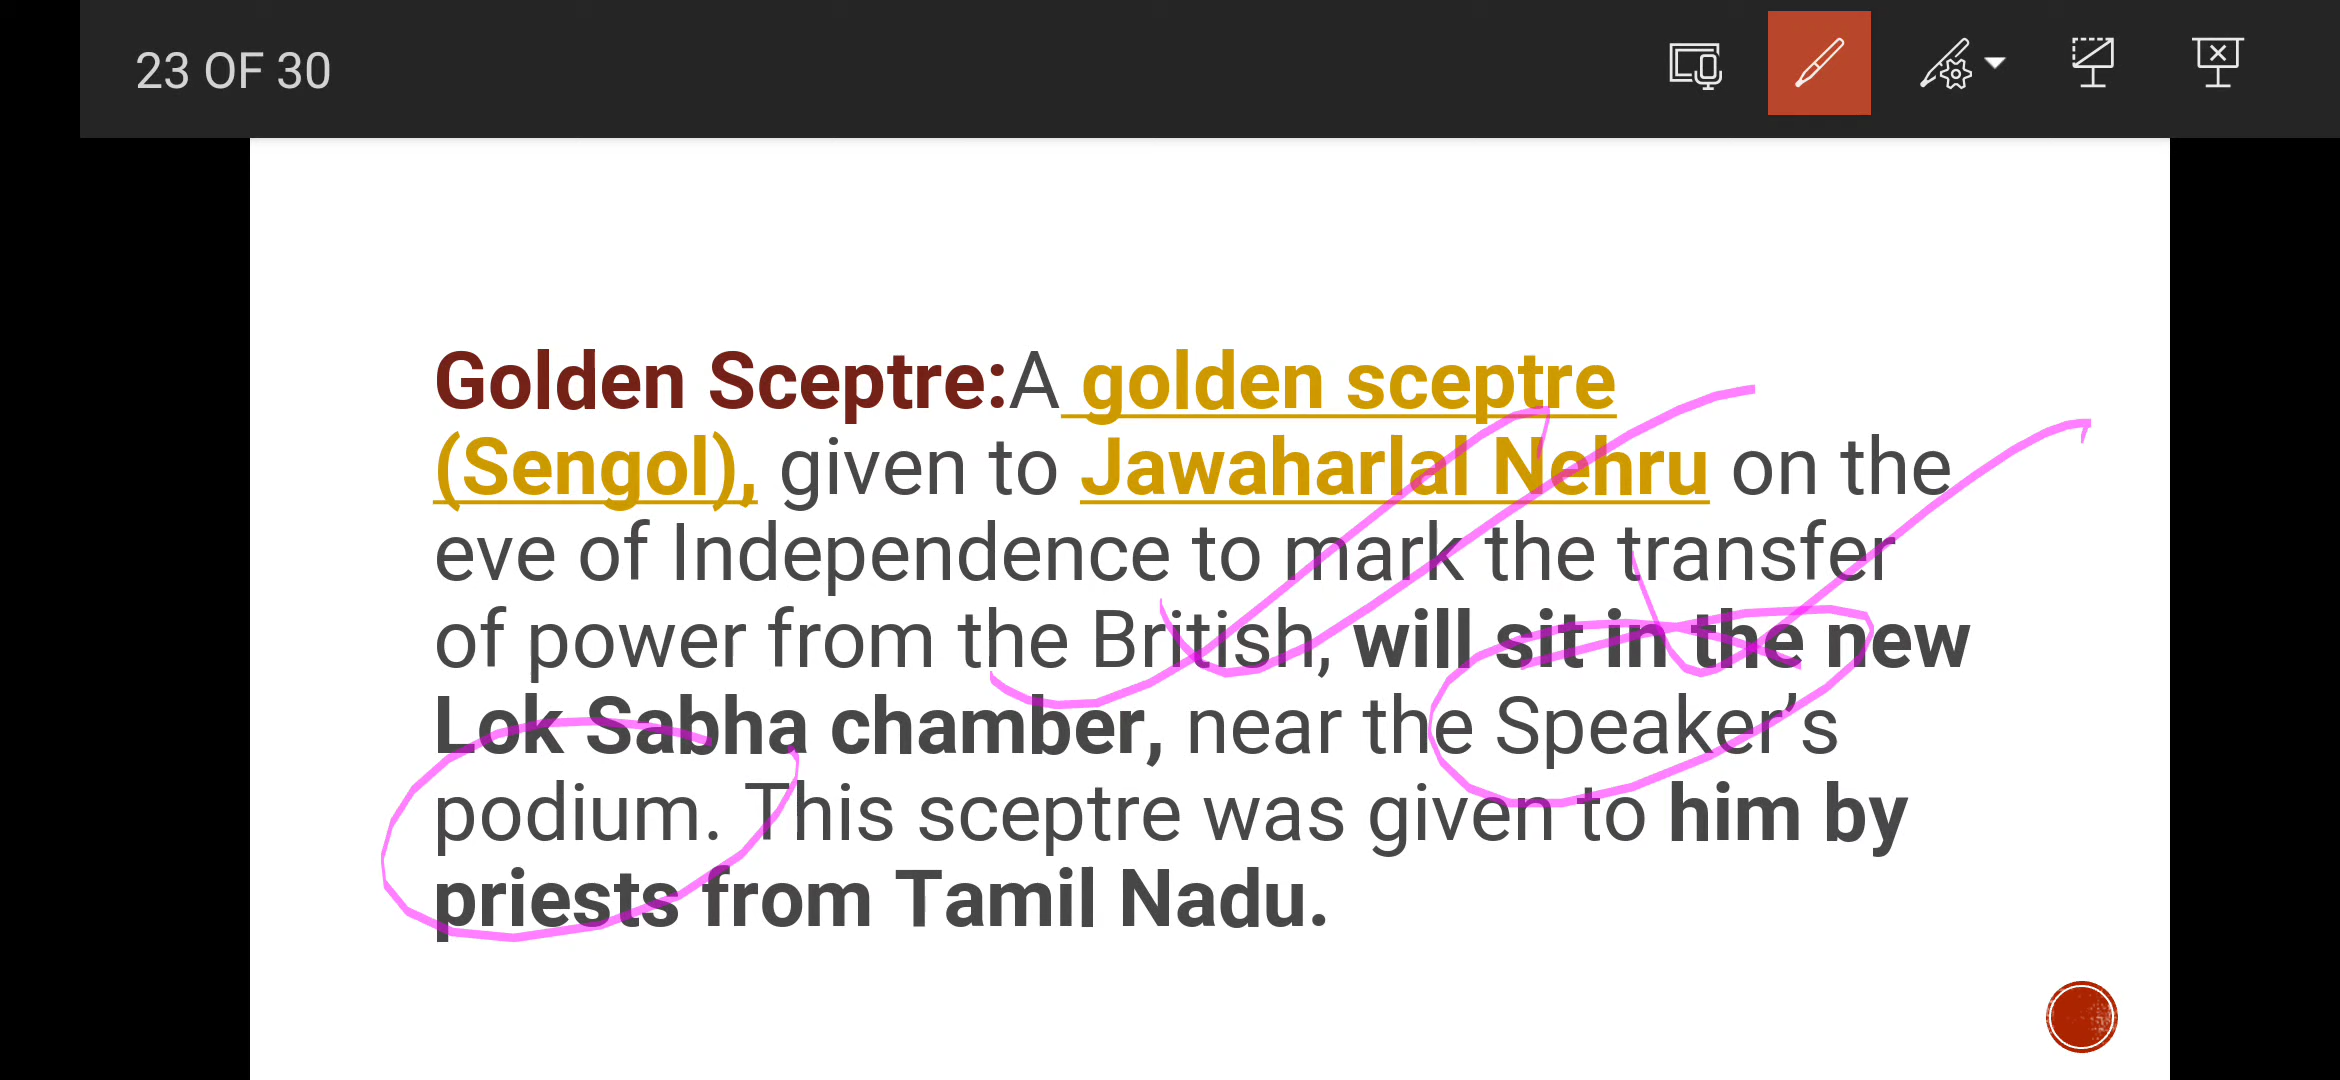 23 OF 30
Golden Sceptre:A golden sceptre
(Sengol), given to Jawaharlal Nehru on the
eve of Independence to mark the transfer
of power from the British, will sit in the new
Lok Sabha chamber, near the Speaker’s
podium. This sceptre was given to him by
priests from Tamil Nadu.